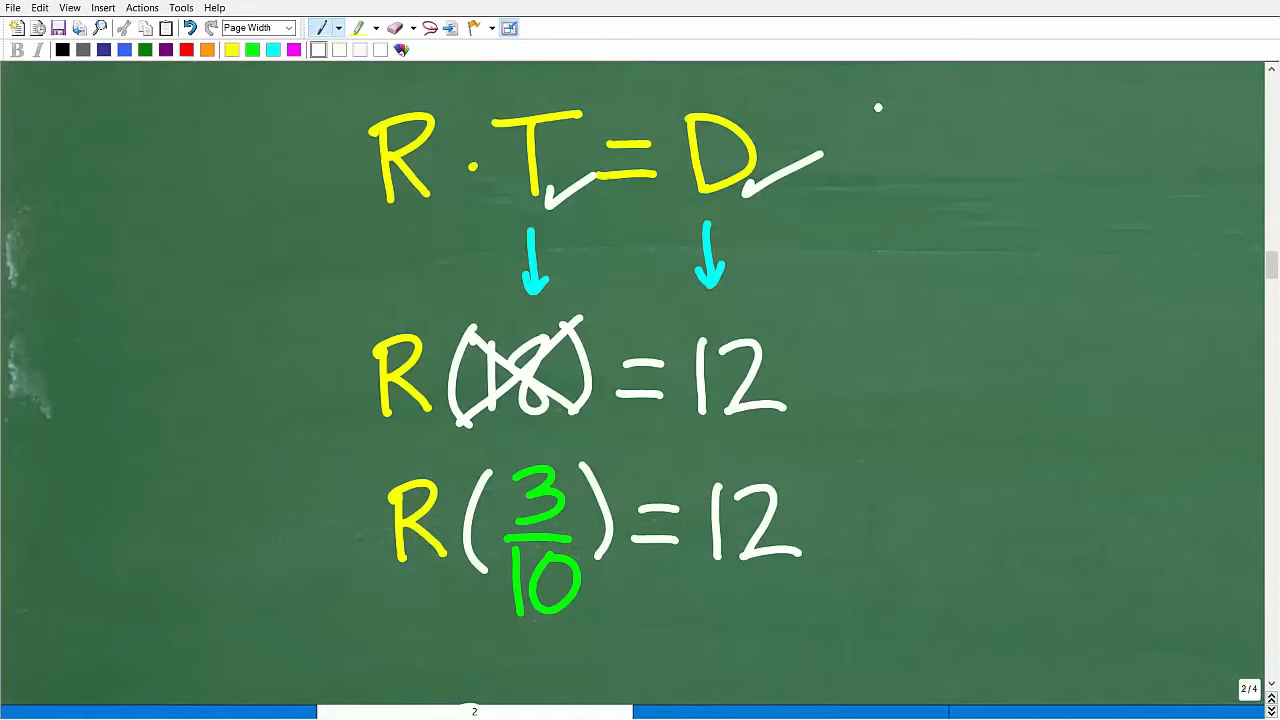 File Edit View Insert Actions Tools Help
Page Width
B I
R · T = D
R(18) = 12
R(3/10) = 12
2/4
2